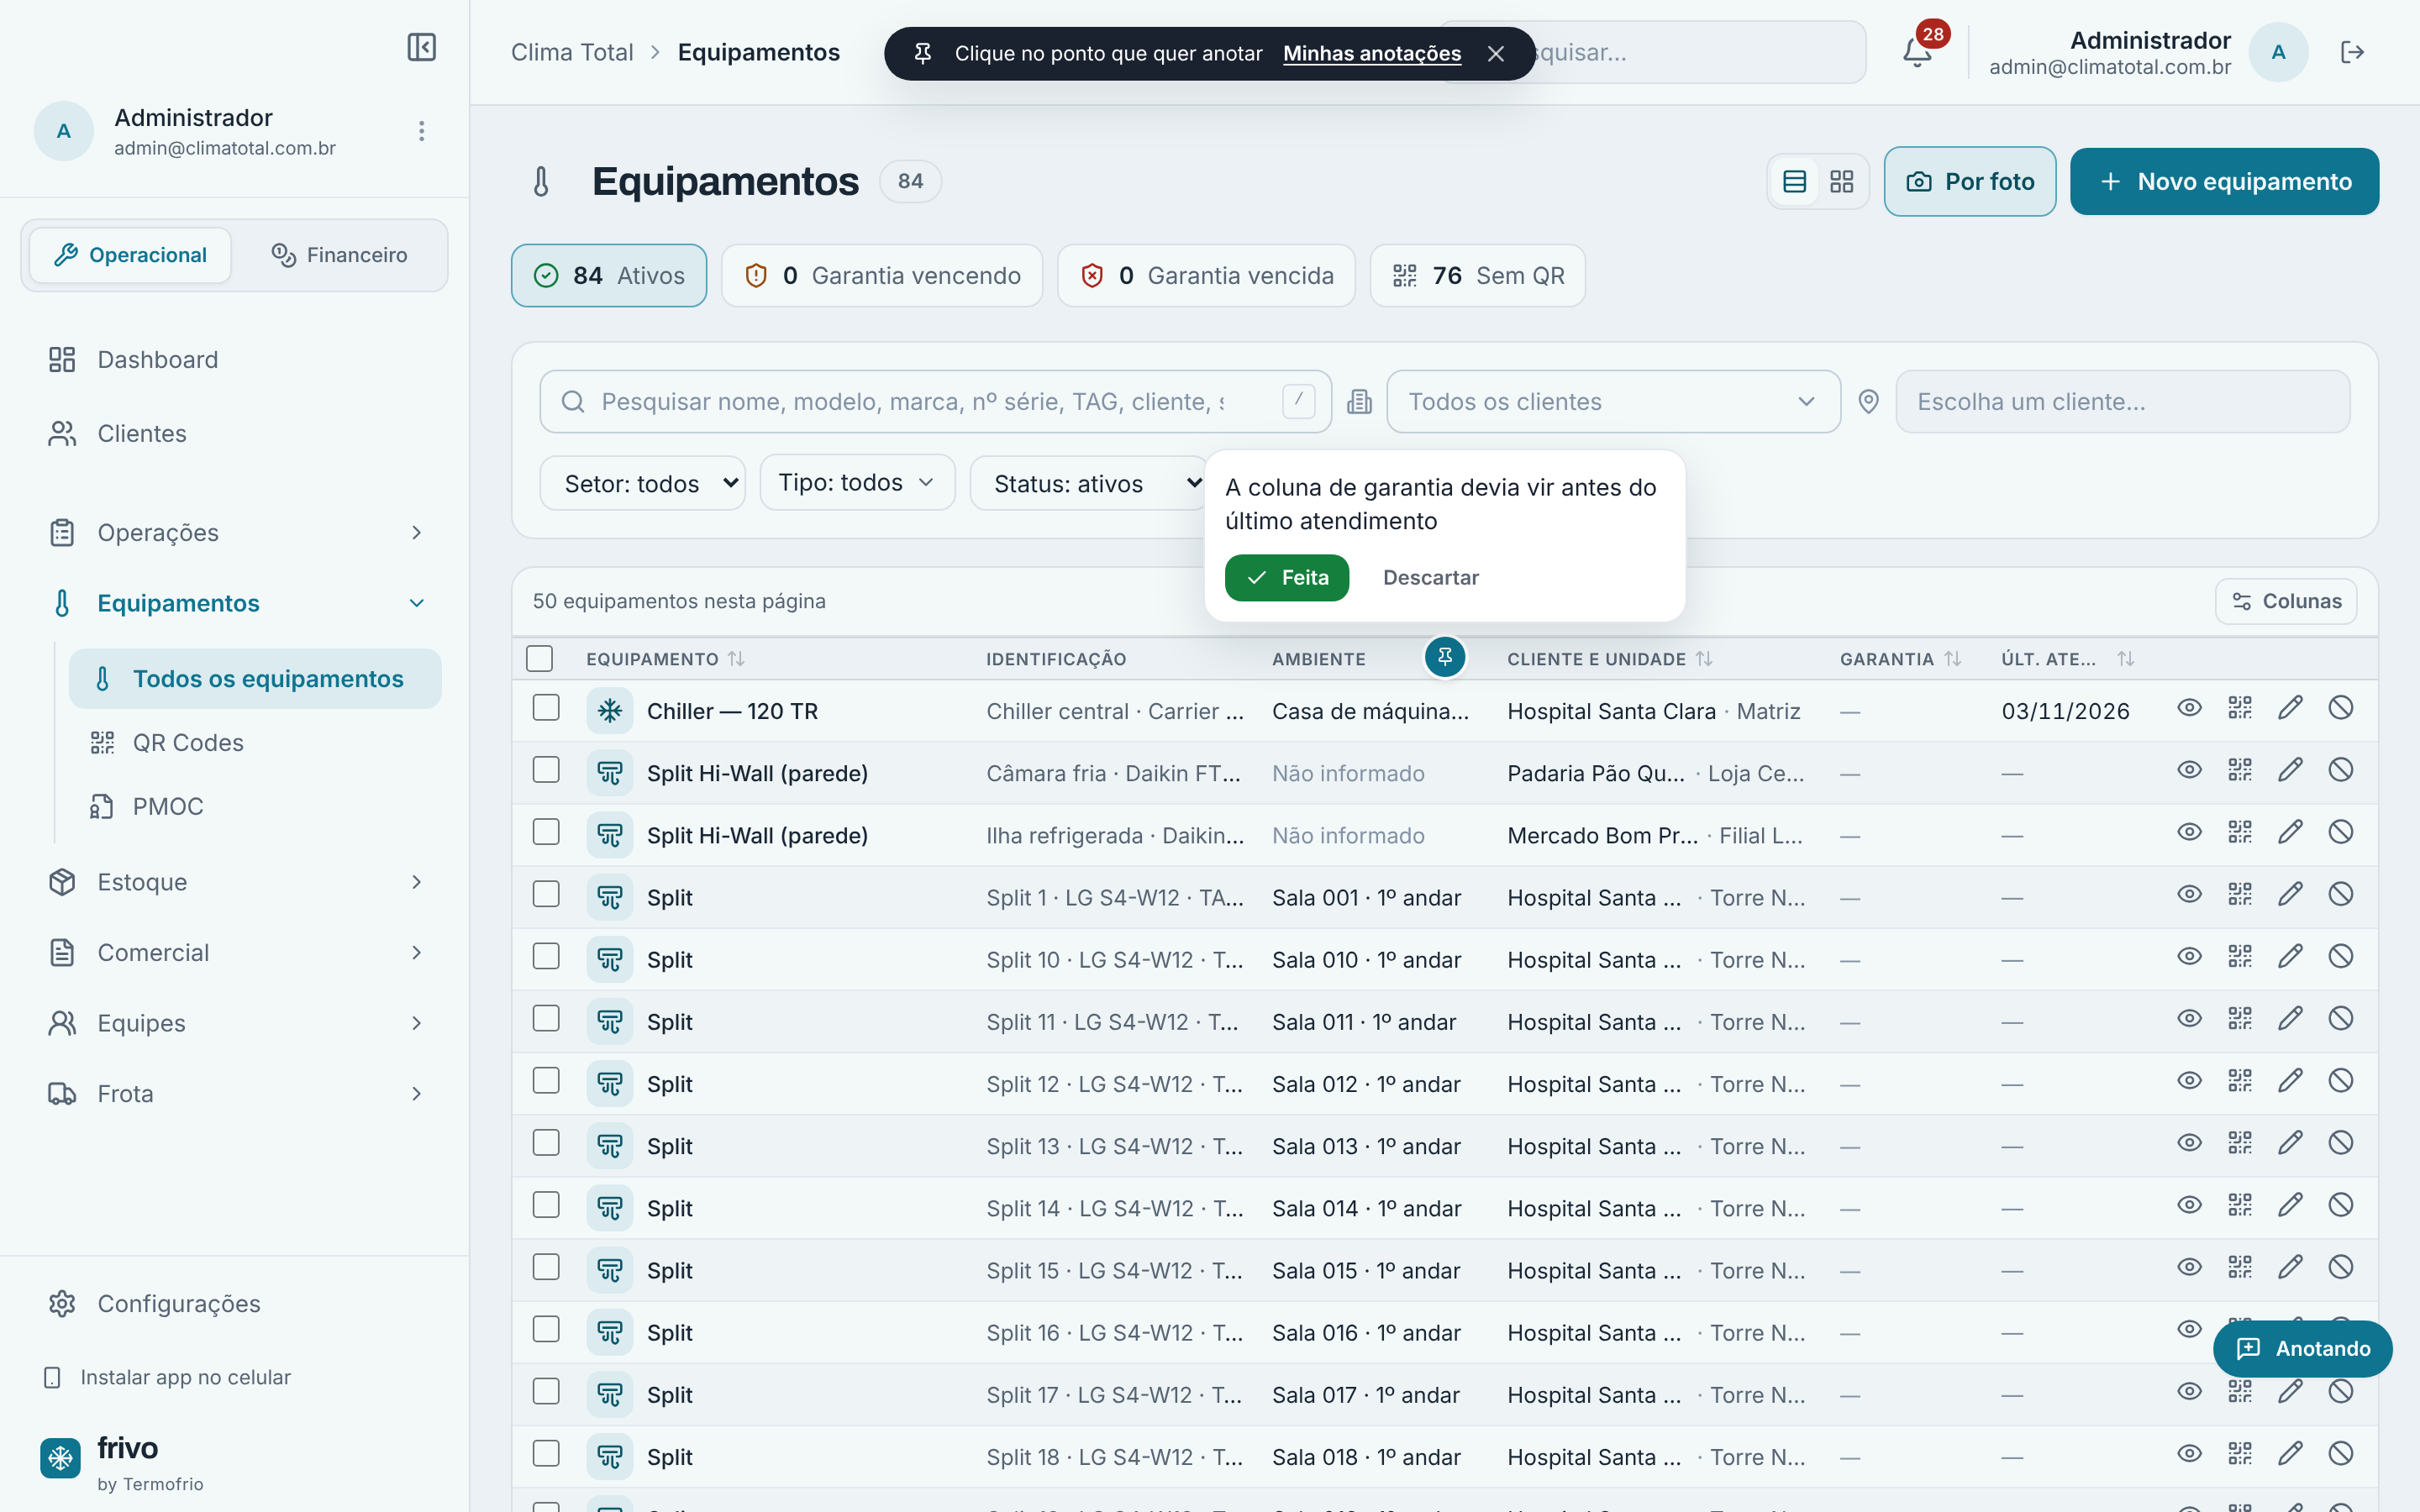 Clima Total > Equipamentos
Clique no ponto que quer anotar Minhas anotações
squisar...
28
Administrador
admin@climatotal.com.br
A
A
Administrador
admin@climatotal.com.br
Operacional
Financeiro
Dashboard
Clientes
Operações
Equipamentos
Todos os equipamentos
QR Codes
PMOC
Estoque
Comercial
Equipes
Frota
Configurações
Instalar app no celular
frivo
by Termofrio
Equipamentos 84
Por foto
+ Novo equipamento
84 Ativos
0 Garantia vencendo
0 Garantia vencida
76 Sem QR
Pesquisar nome, modelo, marca, nº série, TAG, cliente, /
Todos os clientes
Escolha um cliente...
Setor: todos
Tipo: todos
Status: ativos
A coluna de garantia devia vir antes do
último atendimento
Feita
Descartar
50 equipamentos nesta página
Colunas
EQUIPAMENTO IDENTIFICAÇÃO AMBIENTE CLIENTE E UNIDADE GARANTIA ÚLT. ATE...
Chiller — 120 TR Chiller central · Carrier ... Casa de máquina... Hospital Santa Clara · Matriz — 03/11/2026
Split Hi-Wall (parede) Câmara fria · Daikin FT... Não informado Padaria Pão Qu... · Loja Ce... — —
Split Hi-Wall (parede) Ilha refrigerada · Daikin... Não informado Mercado Bom Pr... · Filial L... — —
Split Split 1 · LG S4-W12 · TA... Sala 001 · 1º andar Hospital Santa ... · Torre N... — —
Split Split 10 · LG S4-W12 · T... Sala 010 · 1º andar Hospital Santa ... · Torre N... — —
Split Split 11 · LG S4-W12 · T... Sala 011 · 1º andar Hospital Santa ... · Torre N... — —
Split Split 12 · LG S4-W12 · T... Sala 012 · 1º andar Hospital Santa ... · Torre N... — —
Split Split 13 · LG S4-W12 · T... Sala 013 · 1º andar Hospital Santa ... · Torre N... — —
Split Split 14 · LG S4-W12 · T... Sala 014 · 1º andar Hospital Santa ... · Torre N... — —
Split Split 15 · LG S4-W12 · T... Sala 015 · 1º andar Hospital Santa ... · Torre N... — —
Split Split 16 · LG S4-W12 · T... Sala 016 · 1º andar Hospital Santa ... · Torre N... — —
Anotando
Split Split 17 · LG S4-W12 · T... Sala 017 · 1º andar Hospital Santa ... · Torre N... — —
Split Split 18 · LG S4-W12 · T... Sala 018 · 1º andar Hospital Santa ... · Torre N... — —